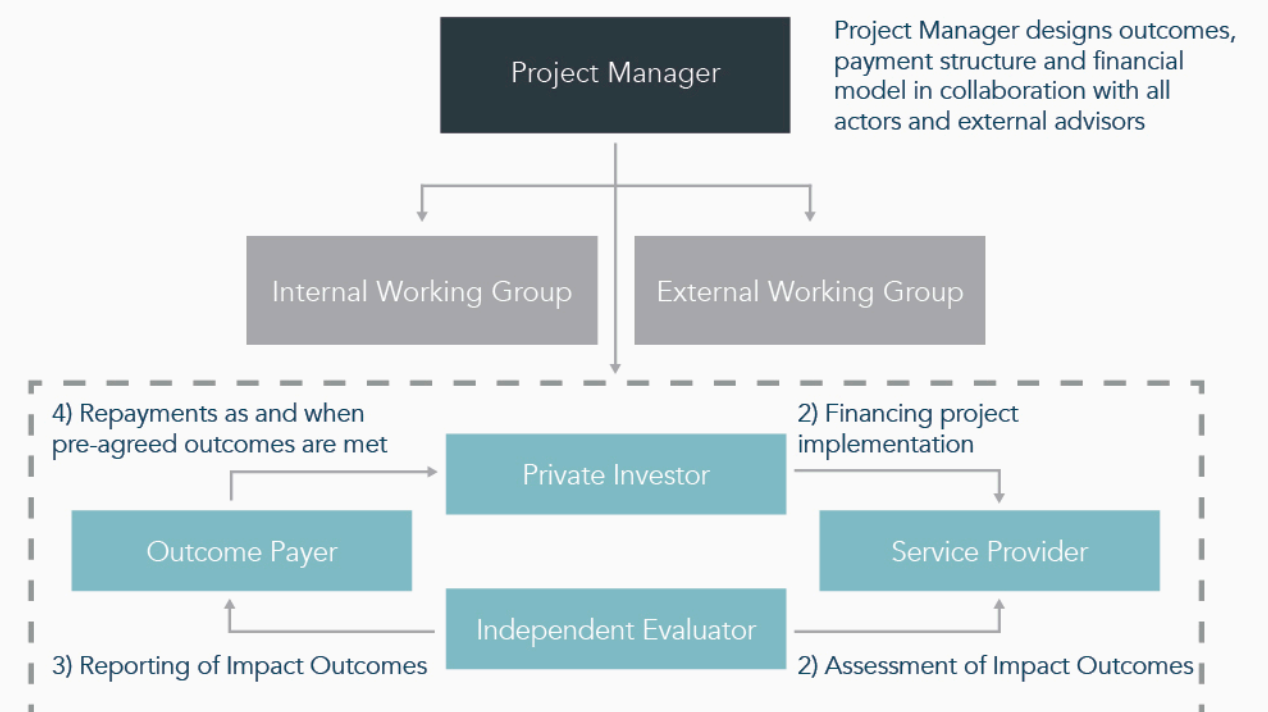 Project Manager
Project Manager designs outcomes,
payment structure and financial
model in collaboration with all
actors and external advisors
Internal Working Group
External Working Group
4) Repayments as and when
pre-agreed outcomes are met
2) Financing project
implementation
Private Investor
Outcome Payer
Service Provider
Independent Evaluator
3) Reporting of Impact Outcomes
2) Assessment of Impact Outcomes